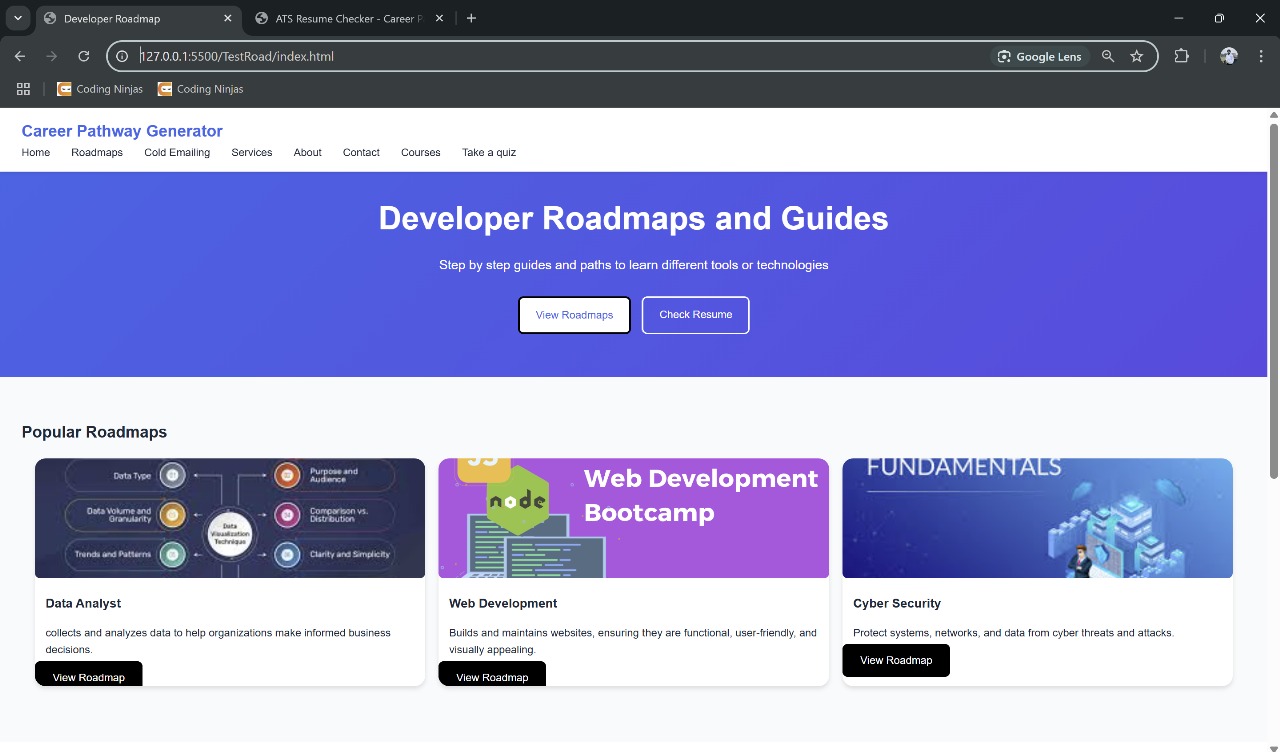 Developer Roadmap
ATS Resume Checker - Career P
127.0.0.1:5500/TestRoad/index.html
Google Lens
Coding Ninjas
Coding Ninjas
Career Pathway Generator
Home Roadmaps Cold Emailing Services About Contact Courses Take a quiz
Developer Roadmaps and Guides
Step by step guides and paths to learn different tools or technologies
View Roadmaps
Check Resume
Popular Roadmaps
Data Type
Purpose and
Audience
Data Volume and
Granularity
Comparison vs.
Distribution
Data
Visualization
Technique
Trends and Patterns
Clarity and Simplicity
Data Analyst
collects and analyzes data to help organizations make informed business
decisions.
View Roadmap
JS
node
Web Development
Bootcamp
Web Development
Builds and maintains websites, ensuring they are functional, user-friendly, and
visually appealing.
View Roadmap
FUNDAMENTALS
Cyber Security
Protect systems, networks, and data from cyber threats and attacks.
View Roadmap